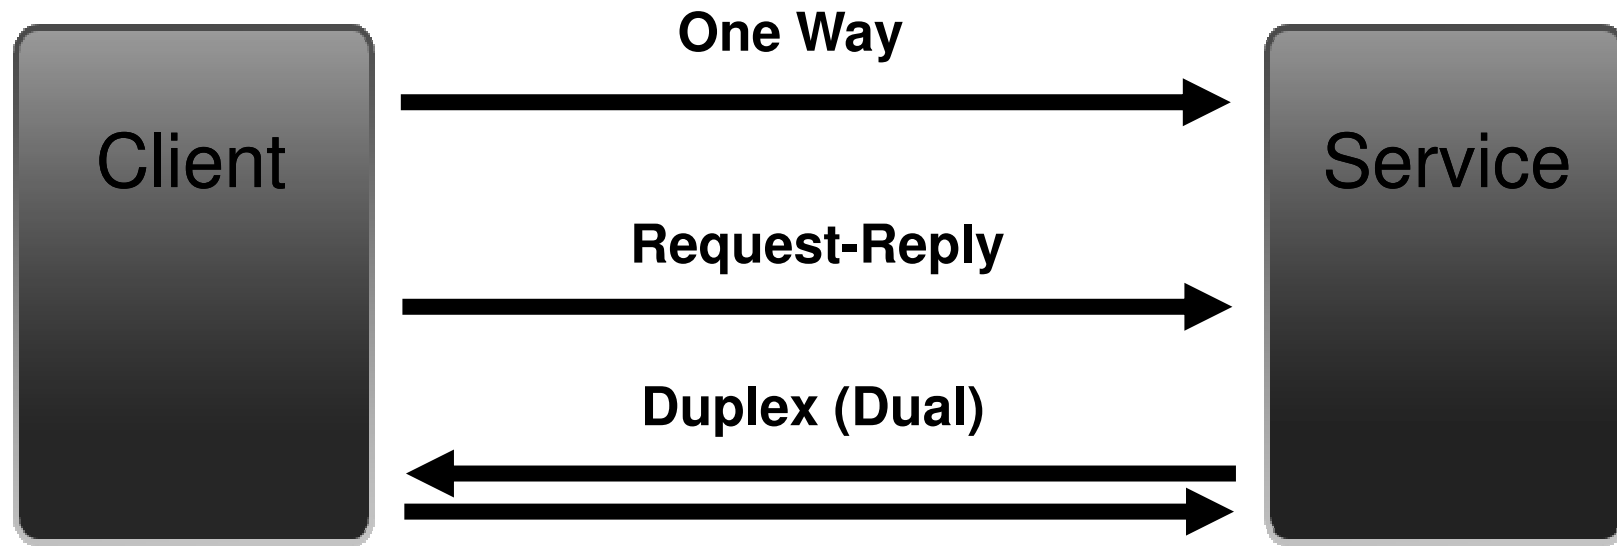 One Way
Client
Service
Request-Reply
Duplex (Dual)